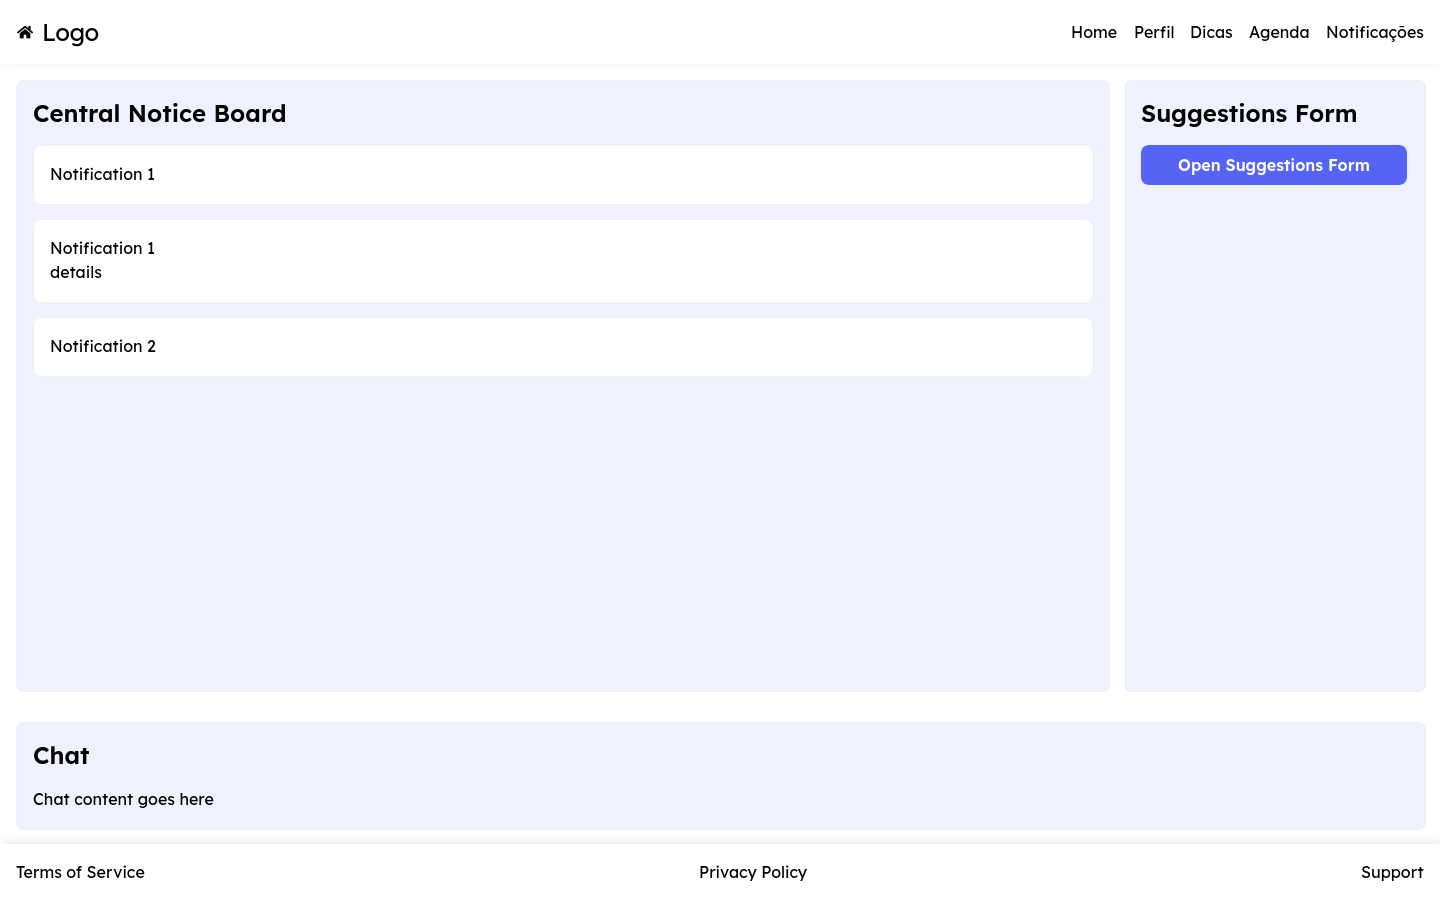 Logo
Home Perfil Dicas Agenda Notificações
Central Notice Board
Notification 1
Notification 1
details
Notification 2
Suggestions Form
Open Suggestions Form
Chat
Chat content goes here
Terms of Service
Privacy Policy
Support